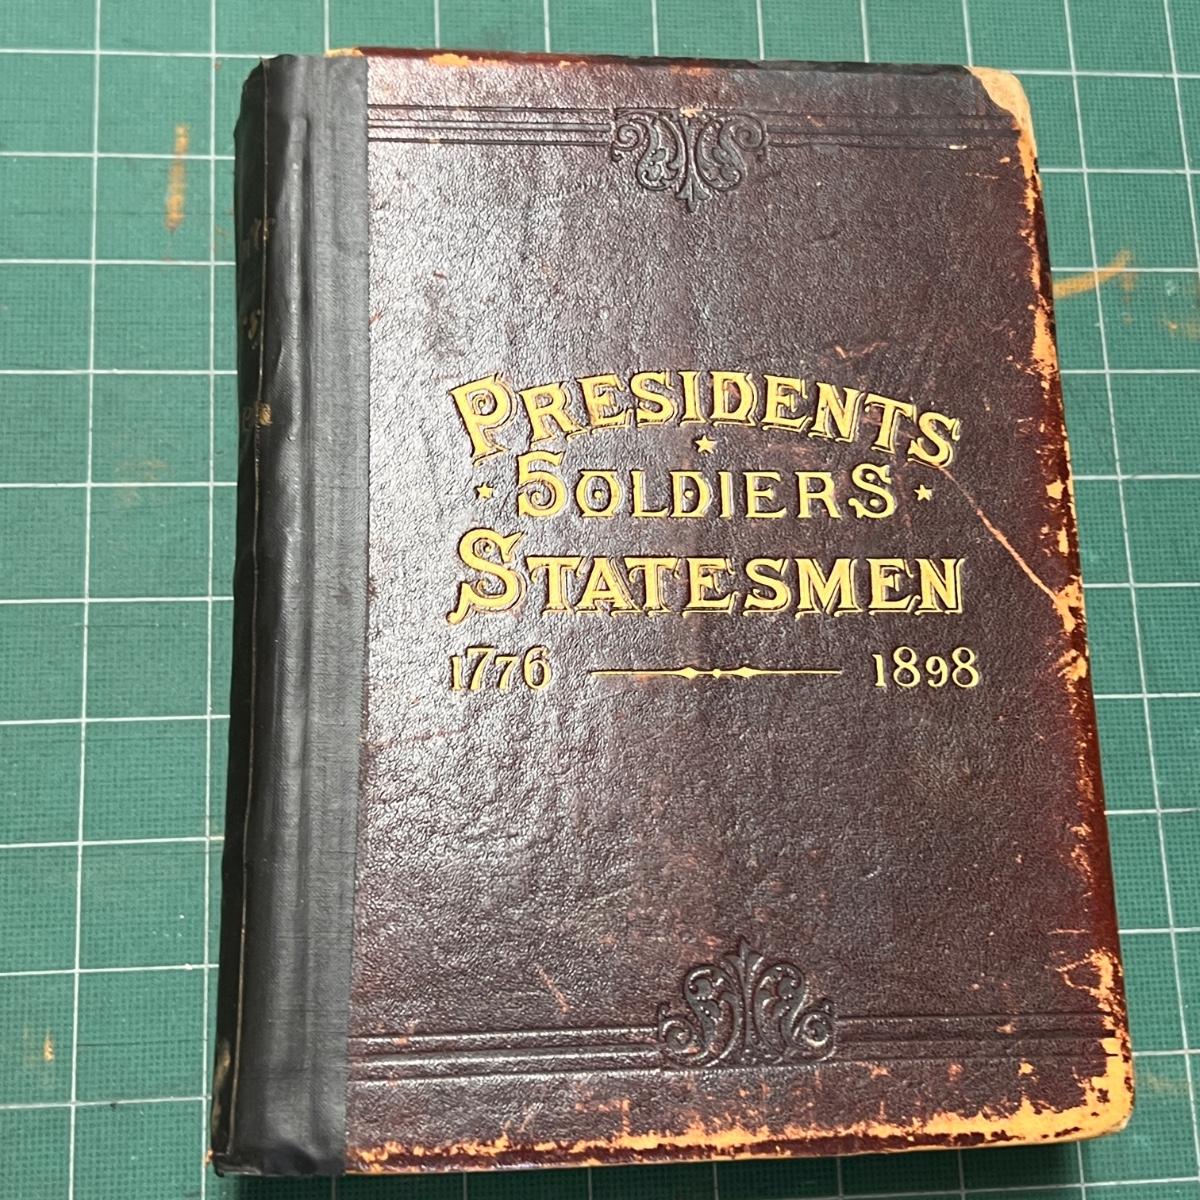 PRESIDENTS
SOLDIERS
STATESMEN
1776 1898